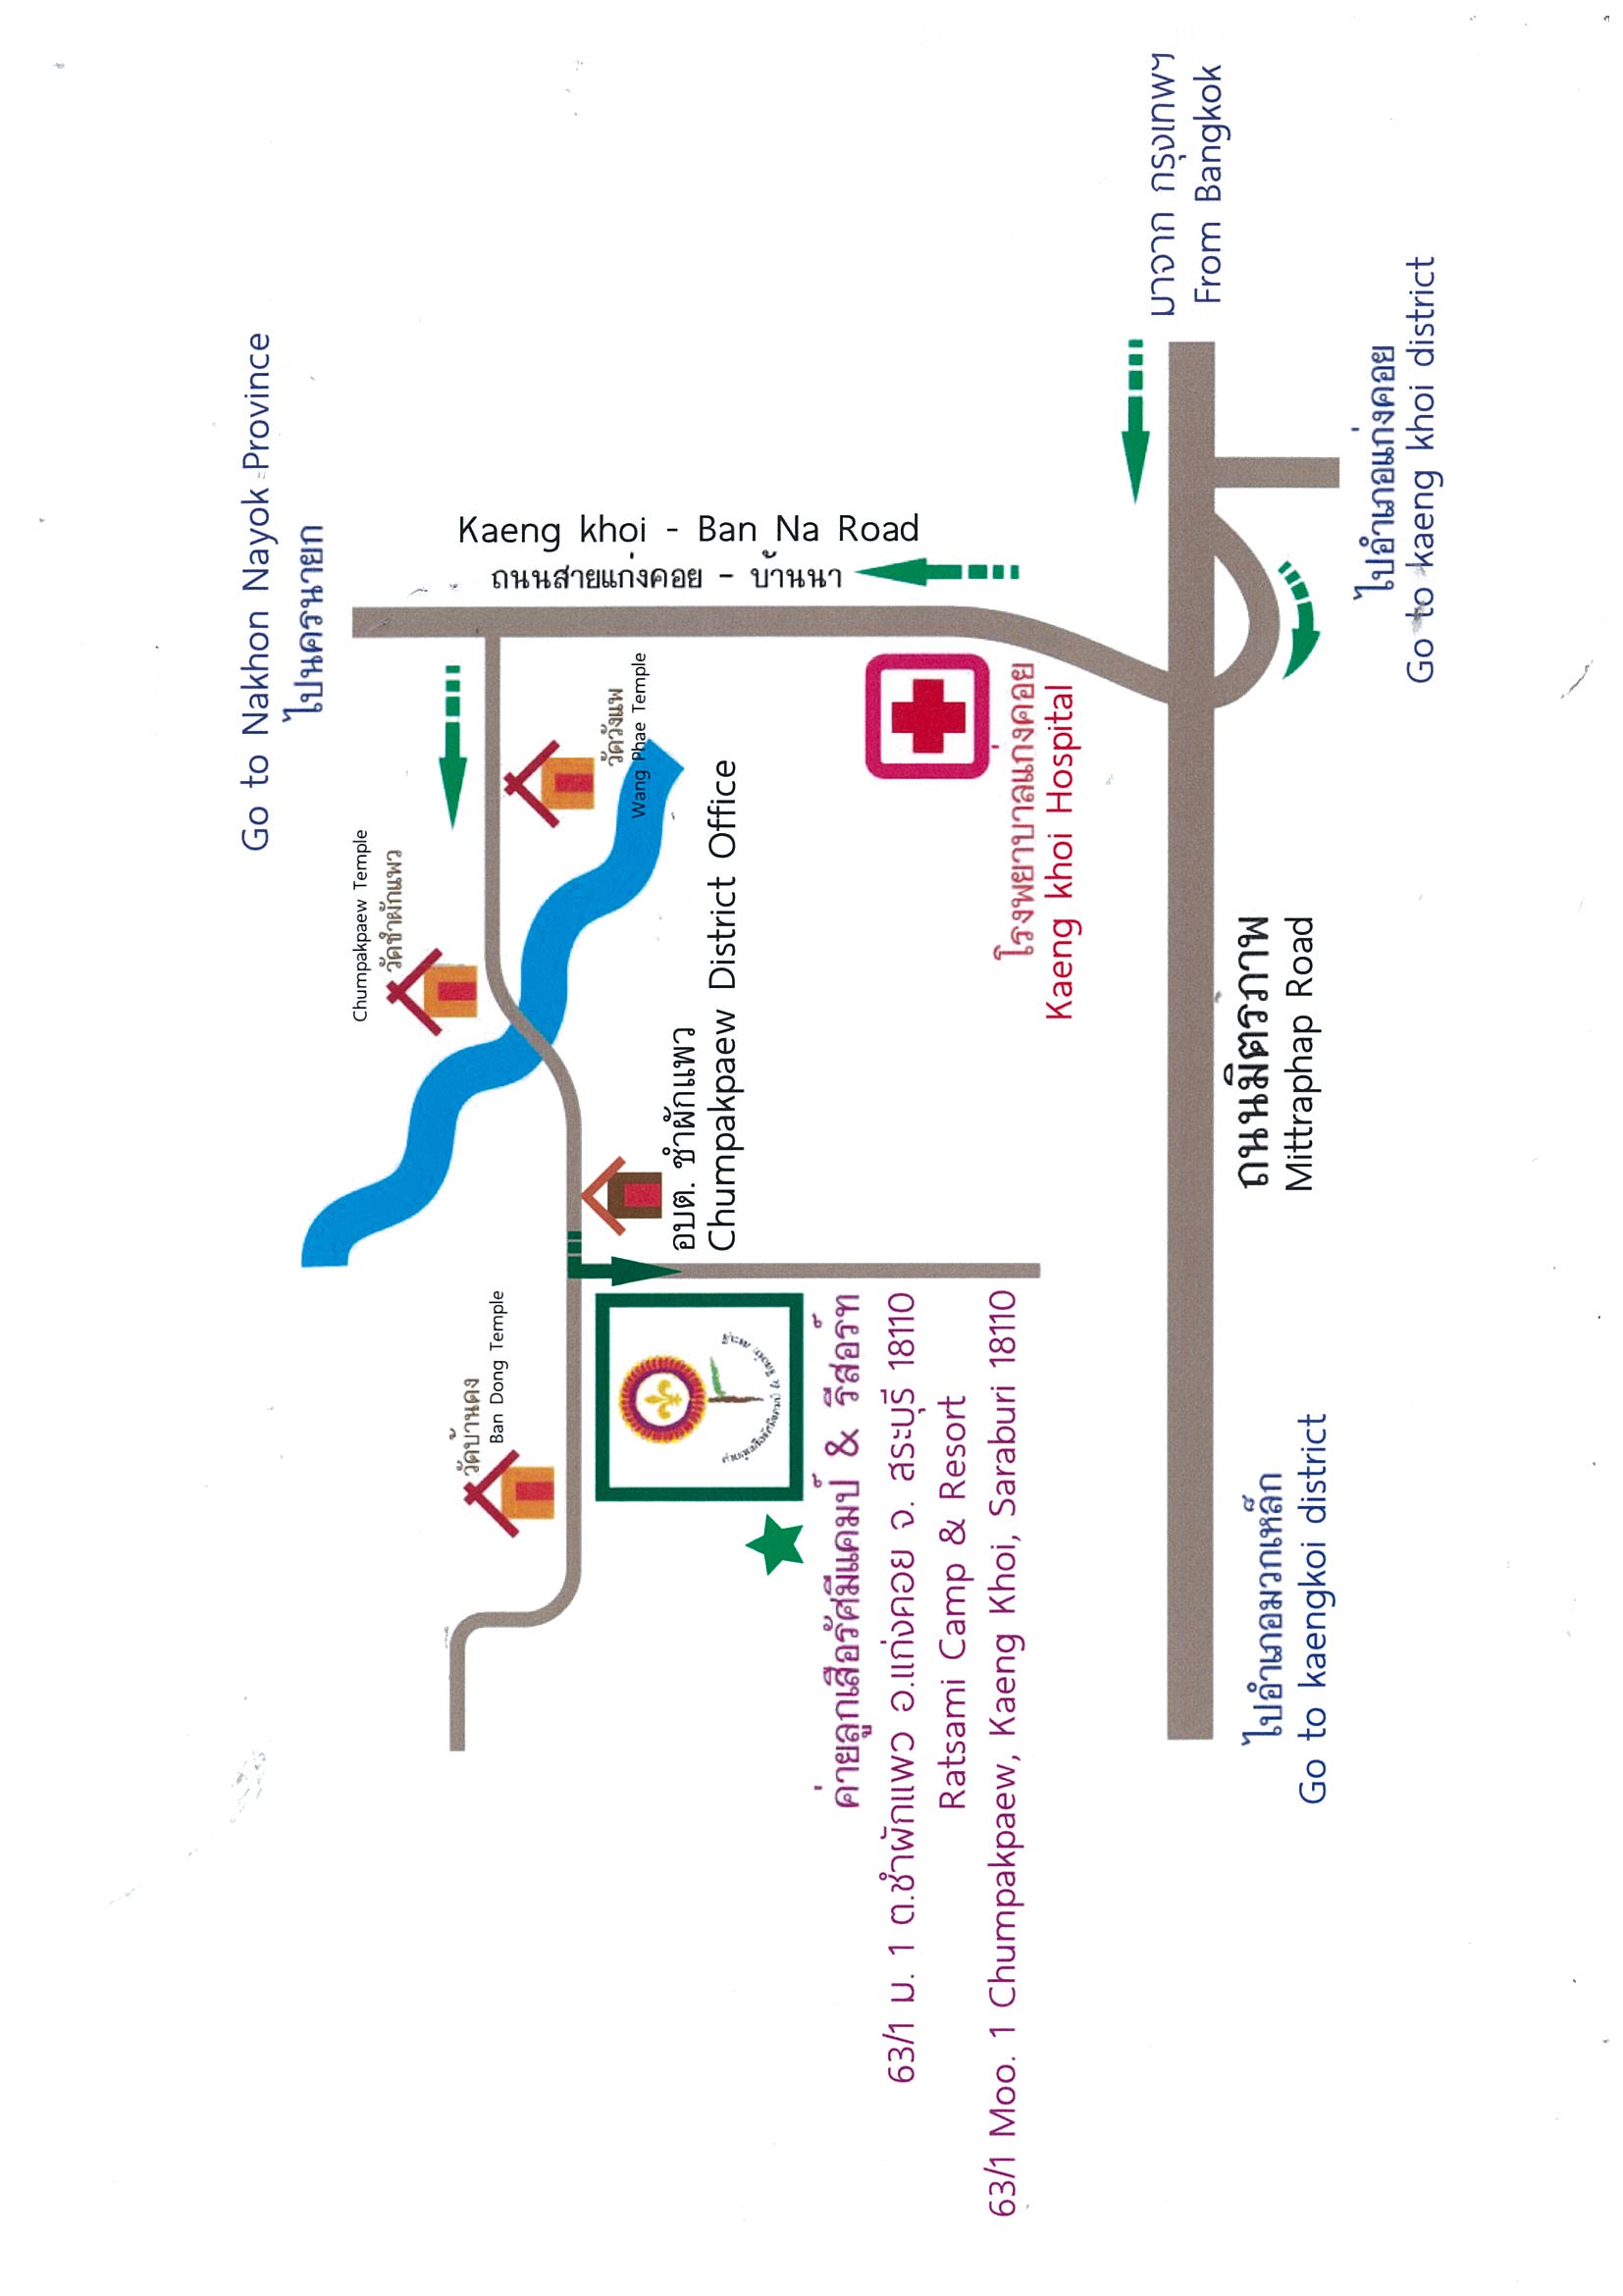 มาจาก กรุงเทพฯ
From Bangkok
ไปอำเภอแก่งคอย
Go to kaeng khoi district
Go to Nakhon Nayok Province
ไปนครนายก
Kaeng khoi - Ban Na Road
ถนนสายแก่งคอย - บ้านนา
โรงพยาบาลแก่งคอย
Kaeng khoi Hospital
วัดวังแพ
Wang Phae Temple
Chumpakpaew Temple
วัดชำผักแพว
อบต. ชำผักแพว
Chumpakpaew District Office
ถนนมิตรภาพ
Mittraphap Road
วัดบ้านดง
Ban Dong Temple
ค่ายลูกเสือรัศมีแคมป์ & รีสอร์ท
63/1 ม. 1 ต.ชำผักแพว อ.แก่งคอย จ. สระบุรี 18110
Ratsami Camp & Resort
63/1 Moo. 1 Chumpakpaew, Kaeng Khoi, Saraburi 18110
ไปอำเภอมวกเหล็ก
Go to kaengkoi district